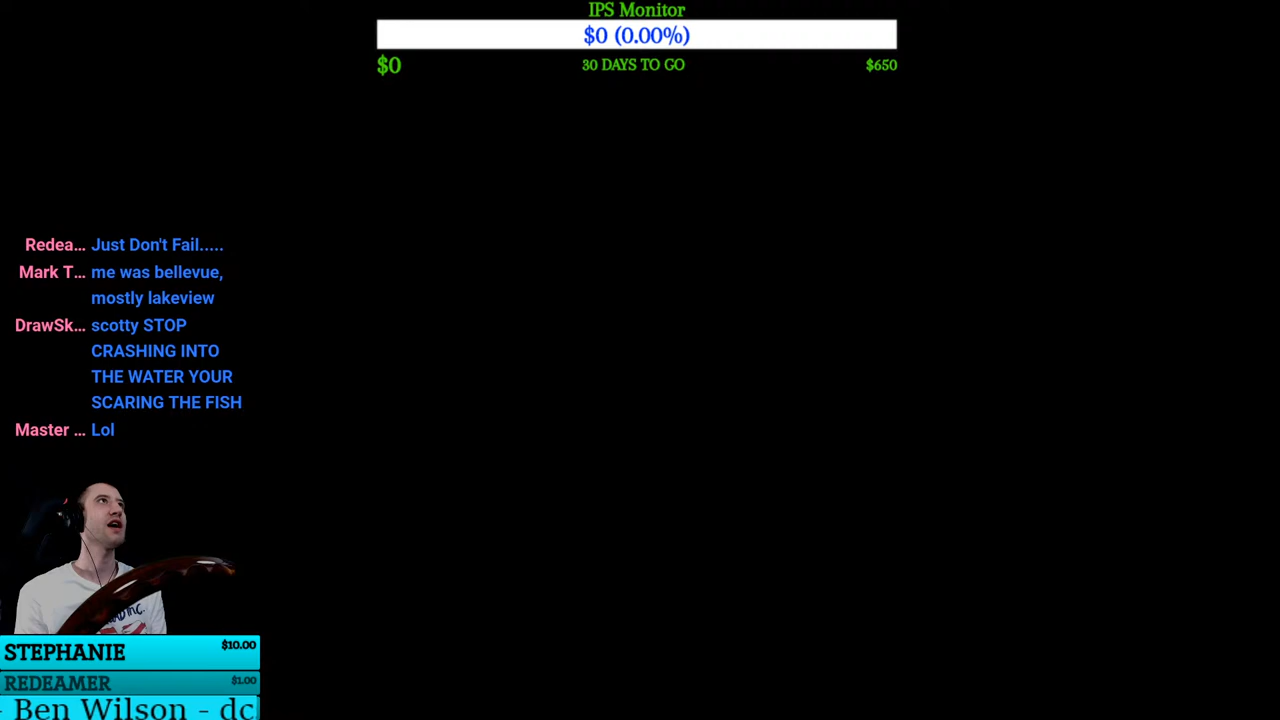 IPS Monitor
$0 (0.00%)
$0 30 DAYS TO GO $650
Redea... Just Don't Fail.....
Mark T... me was bellevue,
mostly lakeview
DrawSk... scotty STOP
CRASHING INTO
THE WATER YOUR
SCARING THE FISH
Master ... Lol
STEPHANIE $10.00
REDEAMER $1.00
- Ben Wilson - dc